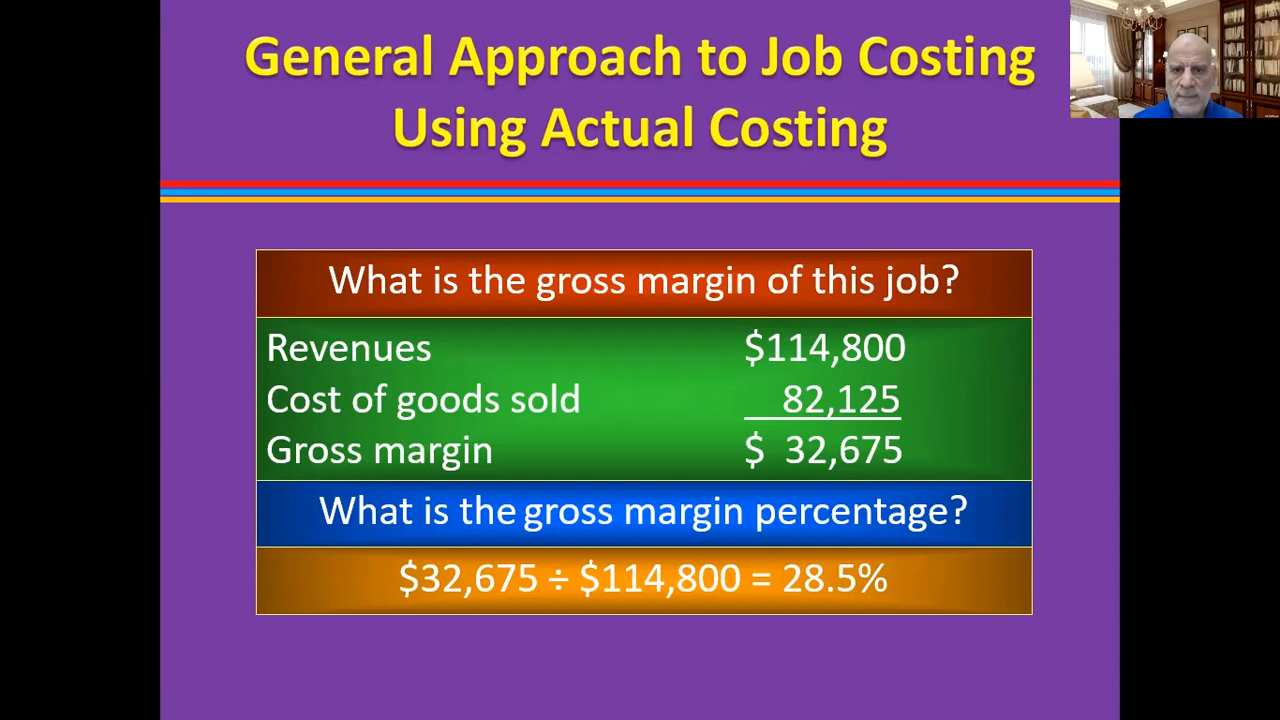 General Approach to Job Costing
Using Actual Costing
What is the gross margin of this job?
Revenues $114,800
Cost of goods sold 82,125
Gross margin $ 32,675
What is the gross margin percentage?
$32,675 ÷ $114,800 = 28.5%